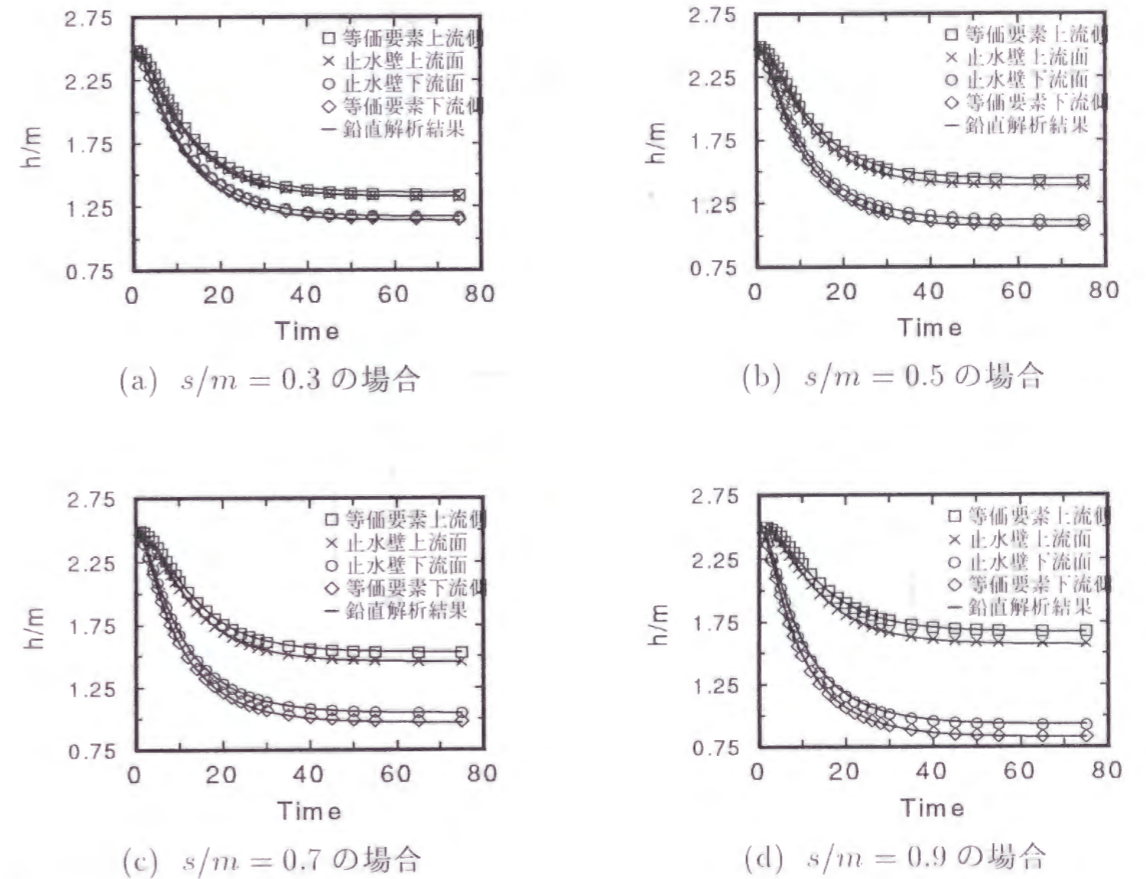 2.75
2.25
1.75
1.25
0.75
h/m
□ 等価要素上流側
× 止水壁上流面
○ 止水壁下流面
◇ 等価要素下流側
― 鉛直解析結果
0 20 40 60 80
Time
(a) s/m = 0.3 の場合
2.75
2.25
1.75
1.25
0.75
h/m
□ 等価要素上流側
× 止水壁上流面
○ 止水壁下流面
◇ 等価要素下流側
― 鉛直解析結果
0 20 40 60 80
Time
(b) s/m = 0.5 の場合
2.75
2.25
1.75
1.25
0.75
h/m
□ 等価要素上流側
× 止水壁上流面
○ 止水壁下流面
◇ 等価要素下流側
― 鉛直解析結果
0 20 40 60 80
Time
(c) s/m = 0.7 の場合
2.75
2.25
1.75
1.25
0.75
h/m
□ 等価要素上流側
× 止水壁上流面
○ 止水壁下流面
◇ 等価要素下流側
― 鉛直解析結果
0 20 40 60 80
Time
(d) s/m = 0.9 の場合